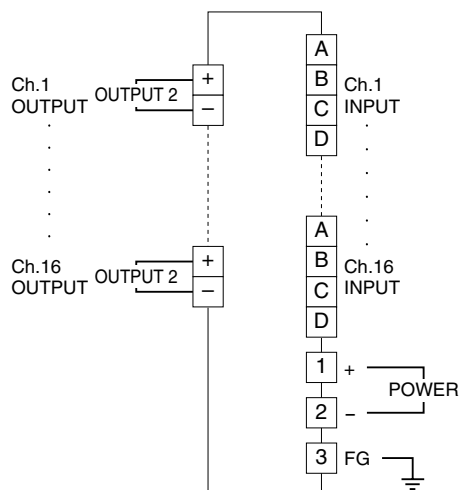 Ch.1
OUTPUT
OUTPUT 2
+
–
A
B
C
D
Ch.1
INPUT
Ch.16
OUTPUT
OUTPUT 2
+
–
A
B
C
D
Ch.16
INPUT
1 +
POWER
2 –
3 FG